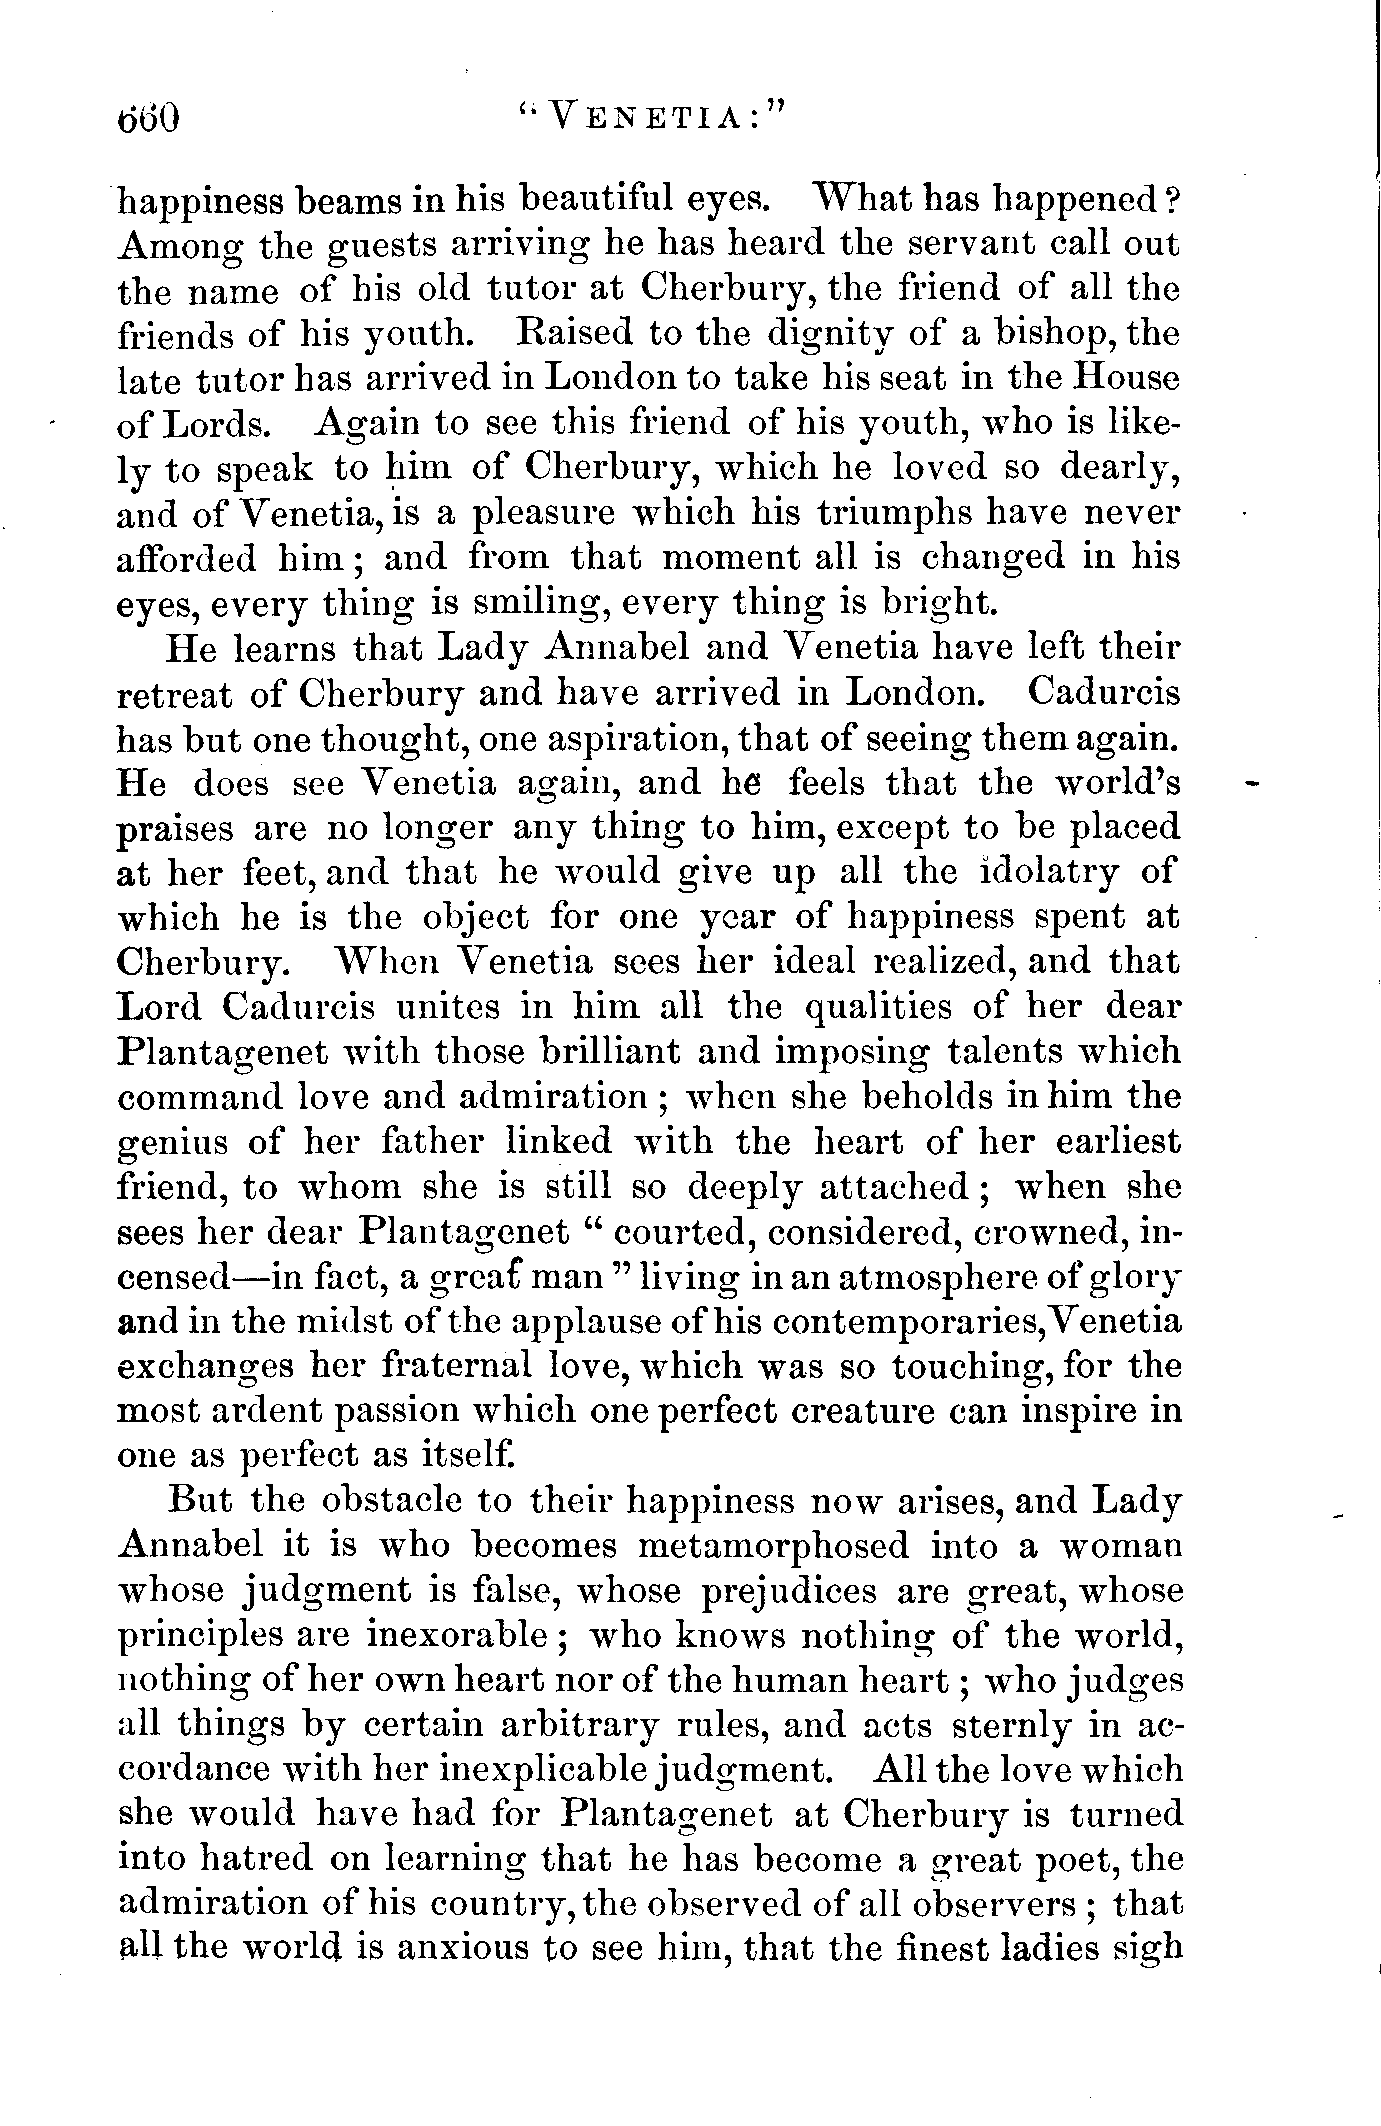 660 “VENETIA:”
happiness beams in his beautiful eyes. What has happened?
Among the guests arriving he has heard the servant call out
the name of his old tutor at Cherbury, the friend of all the
friends of his youth. Raised to the dignity of a bishop, the
late tutor has arrived in London to take his seat in the House
of Lords. Again to see this friend of his youth, who is like-
ly to speak to him of Cherbury, which he loved so dearly,
and of Venetia, is a pleasure which his triumphs have never
afforded him; and from that moment all is changed in his
eyes, every thing is smiling, every thing is bright.
He learns that Lady Annabel and Venetia have left their
retreat of Cherbury and have arrived in London. Cadurcis
has but one thought, one aspiration, that of seeing them again.
He does see Venetia again, and he feels that the world’s
praises are no longer any thing to him, except to be placed
at her feet, and that he would give up all the idolatry of
which he is the object for one year of happiness spent at
Cherbury. When Venetia sees her ideal realized, and that
Lord Cadurcis unites in him all the qualities of her dear
Plantagenet with those brilliant and imposing talents which
command love and admiration; when she beholds in him the
genius of her father linked with the heart of her earliest
friend, to whom she is still so deeply attached; when she
sees her dear Plantagenet “courted, considered, crowned, in-
censed—in fact, a great man” living in an atmosphere of glory
and in the midst of the applause of his contemporaries, Venetia
exchanges her fraternal love, which was so touching, for the
most ardent passion which one perfect creature can inspire in
one as perfect as itself.
But the obstacle to their happiness now arises, and Lady
Annabel it is who becomes metamorphosed into a woman
whose judgment is false, whose prejudices are great, whose
principles are inexorable; who knows nothing of the world,
nothing of her own heart nor of the human heart; who judges
all things by certain arbitrary rules, and acts sternly in ac-
cordance with her inexplicable judgment. All the love which
she would have had for Plantagenet at Cherbury is turned
into hatred on learning that he has become a great poet, the
admiration of his country, the observed of all observers; that
all the world is anxious to see him, that the finest ladies sigh